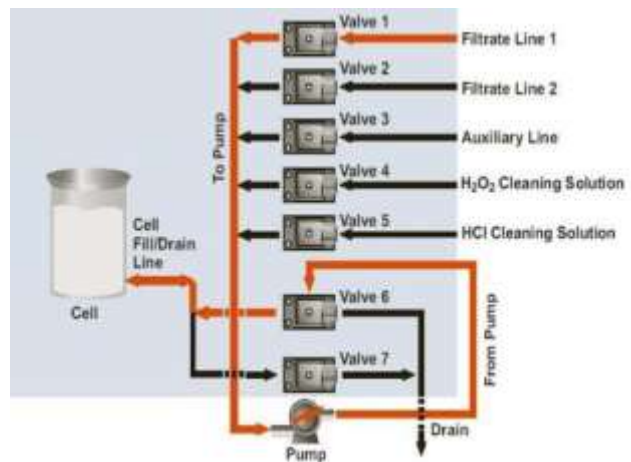 Valve 1
Filtrate Line 1
Valve 2
Filtrate Line 2
Valve 3
Auxiliary Line
To Pump
Valve 4
H₂O₂ Cleaning Solution
Valve 5
HCl Cleaning Solution
Cell
Fill/Drain
Line
Cell
Valve 6
From Pump
Valve 7
Drain
Pump